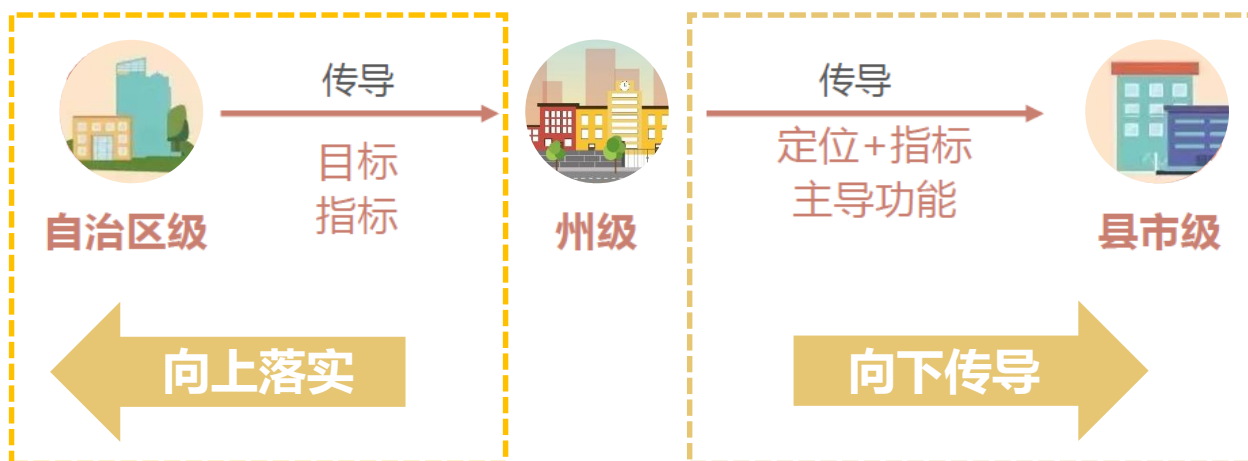 传导
目标
指标
自治区级
州级
传导
定位+指标
主导功能
县市级
向上落实
向下传导